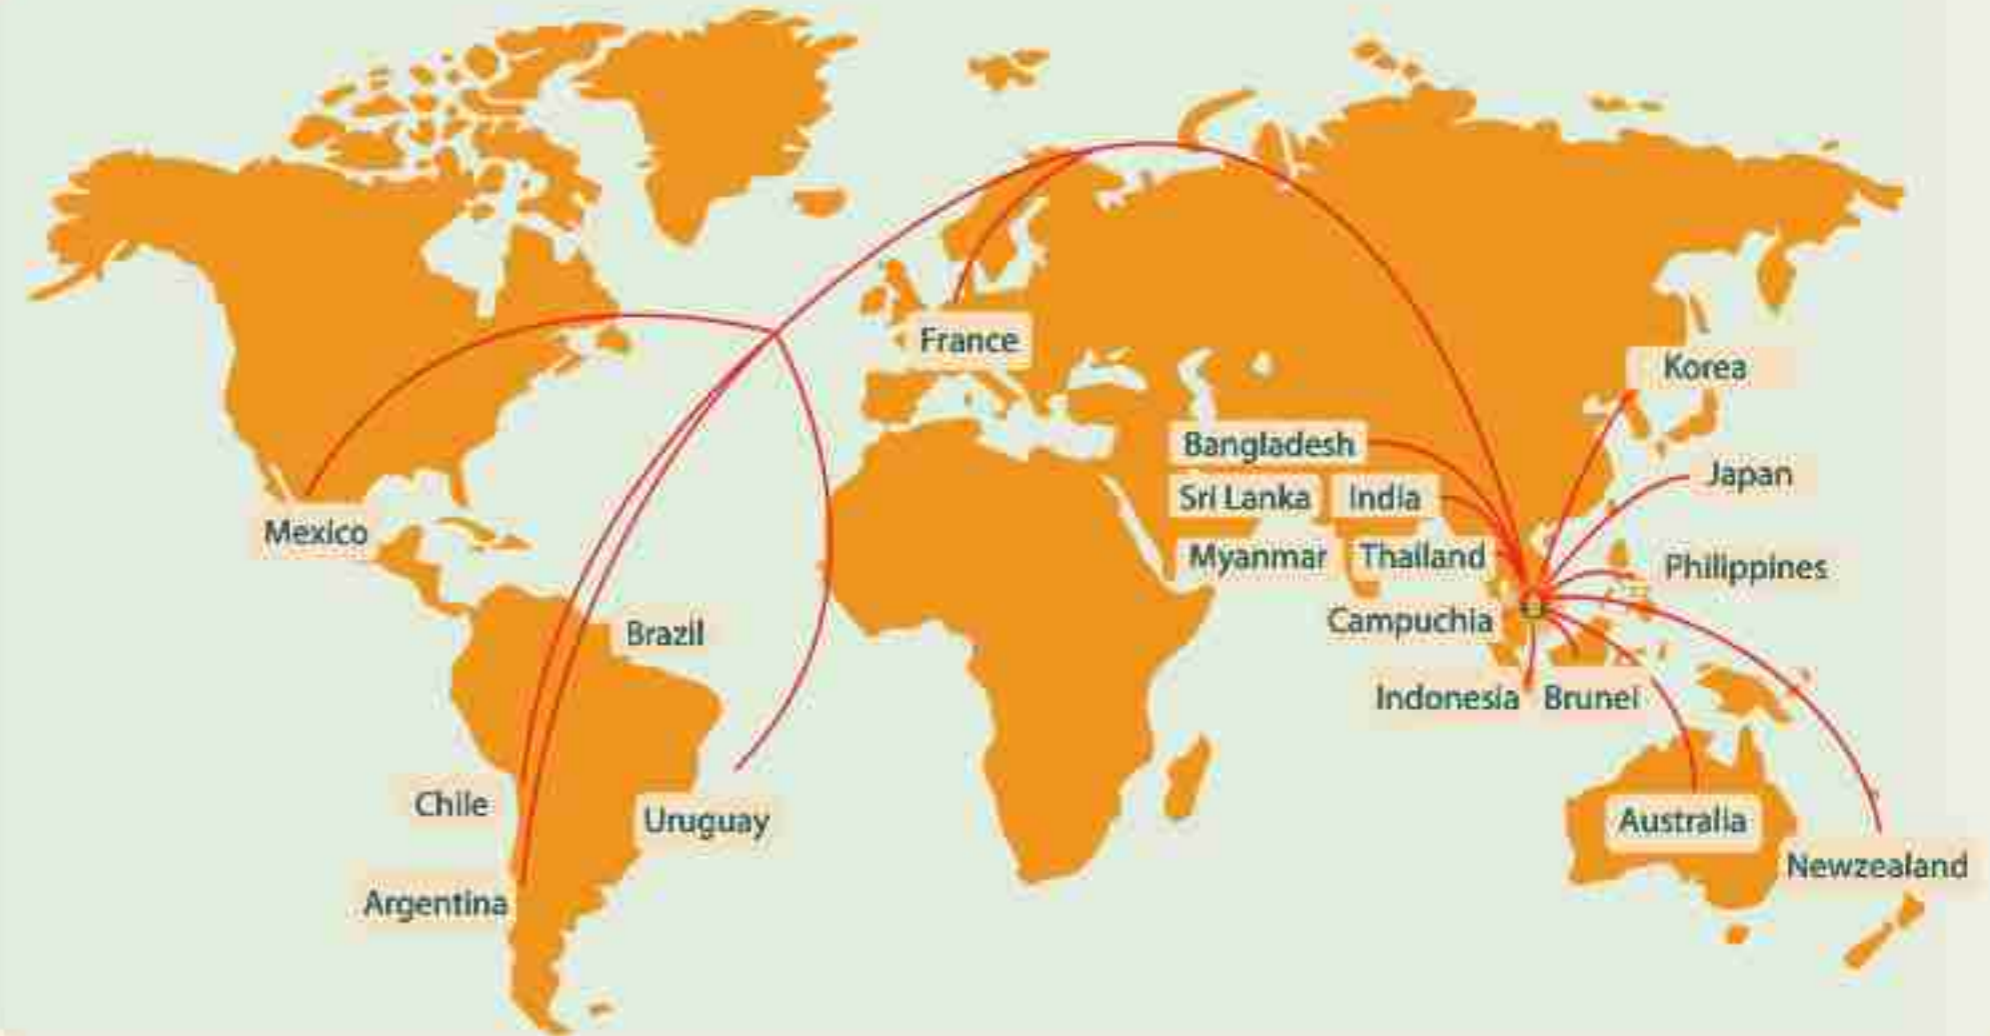 France
Korea
Bangladesh
Japan
Sri Lanka
India
Mexico
Myanmar
Thailand
Philippines
Campuchia
Brazil
Indonesia
Brunei
Chile
Uruguay
Australia
Newzealand
Argentina